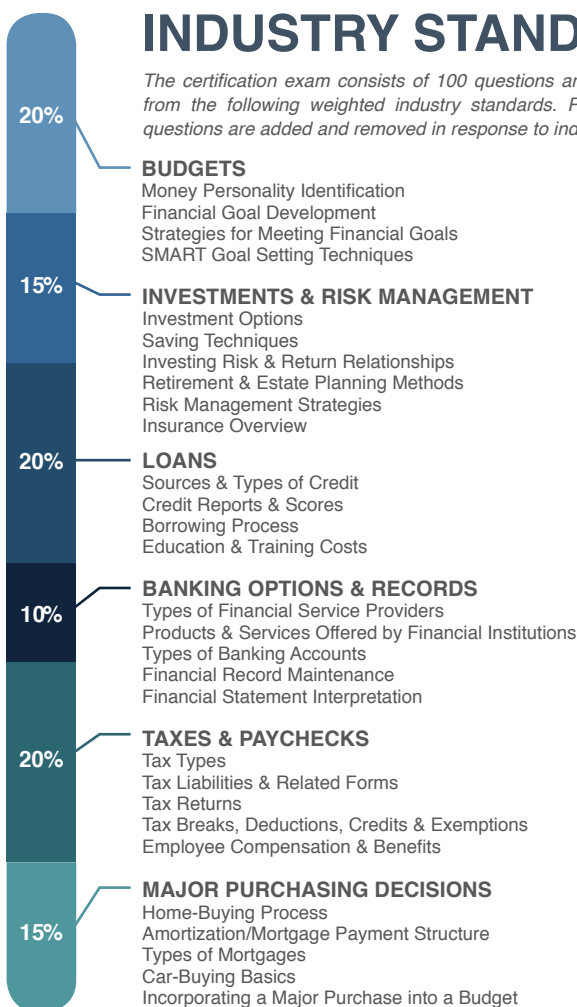 INDUSTRY STAND
The certification exam consists of 100 questions
from the following weighted industry standards.
questions are added and removed in response to
20%
BUDGETS
Money Personality Identification
Financial Goal Development
Strategies for Meeting Financial Goals
SMART Goal Setting Techniques
15%
INVESTMENTS & RISK MANAGEMENT
Investment Options
Saving Techniques
Investing Risk & Return Relationships
Retirement & Estate Planning Methods
Risk Management Strategies
Insurance Overview
20%
LOANS
Sources & Types of Credit
Credit Reports & Scores
Borrowing Process
Education & Training Costs
10%
BANKING OPTIONS & RECORDS
Types of Financial Service Providers
Products & Services Offered by Financial Institutions
Types of Banking Accounts
Financial Record Maintenance
Financial Statement Interpretation
20%
TAXES & PAYCHECKS
Tax Types
Tax Liabilities & Related Forms
Tax Returns
Tax Breaks, Deductions, Credits & Exemptions
Employee Compensation & Benefits
15%
MAJOR PURCHASING DECISIONS
Home-Buying Process
Amortization/Mortgage Payment Structure
Types of Mortgages
Car-Buying Basics
Incorporating a Major Purchase into a Budget